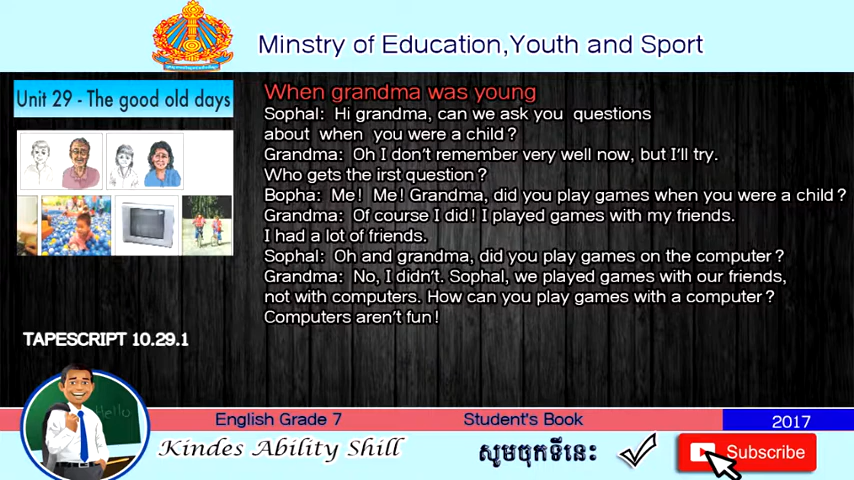 Minstry of Education,Youth and Sport
Unit 29 - The good old days
When grandma was young
Sophal: Hi grandma, can we ask you questions
about when you were a child?
Grandma: Oh I don't remember very well now, but I'll try.
Who gets the irst question?
Bopha: Me! Me! Grandma, did you play games when you were a child?
Grandma: Of course I did! I played games with my friends.
I had a lot of friends.
Sophal: Oh and grandma, did you play games on the computer?
Grandma: No, I didn't. Sophal, we played games with our friends,
not with computers. How can you play games with a computer?
Computers aren't fun!
TAPESCRIPT 10.29.1
Hello
English Grade 7
Student's Book
2017
Kindes Ability Shill
សូមចុកទីនេះ
Subscribe